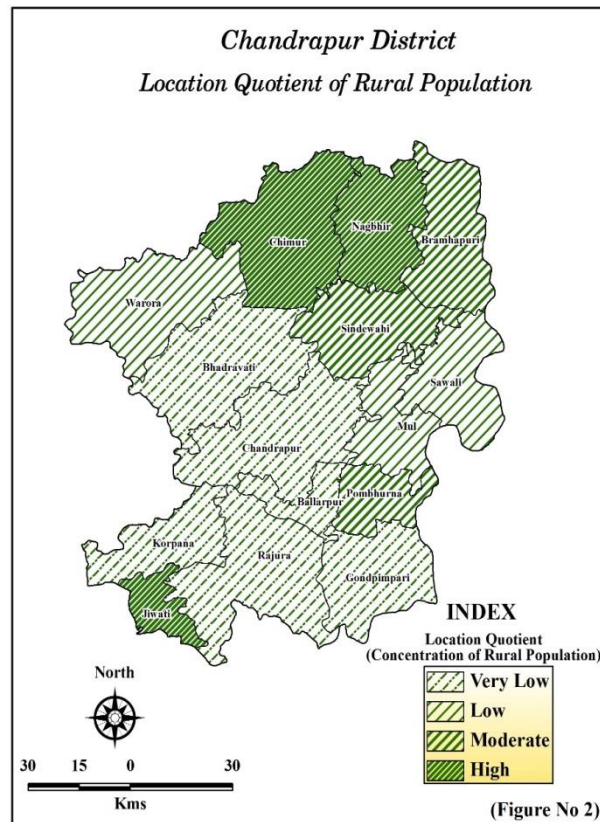 Chandrapur District
Location Quotient of Rural Population
Nagbhir
Bramhapuri
Chimur
Warora
Sindewahi
Bhadravati
Sawali
Mul
Chandrapur
Ballarpur
Pombhurna
Korpana
Rajura
Gondpimpari
Jiwati
INDEX
Location Quotient
(Concentration of Rural Population)
Very Low
Low
Moderate
High
North
30 15 0 30
Kms
(Figure No 2)